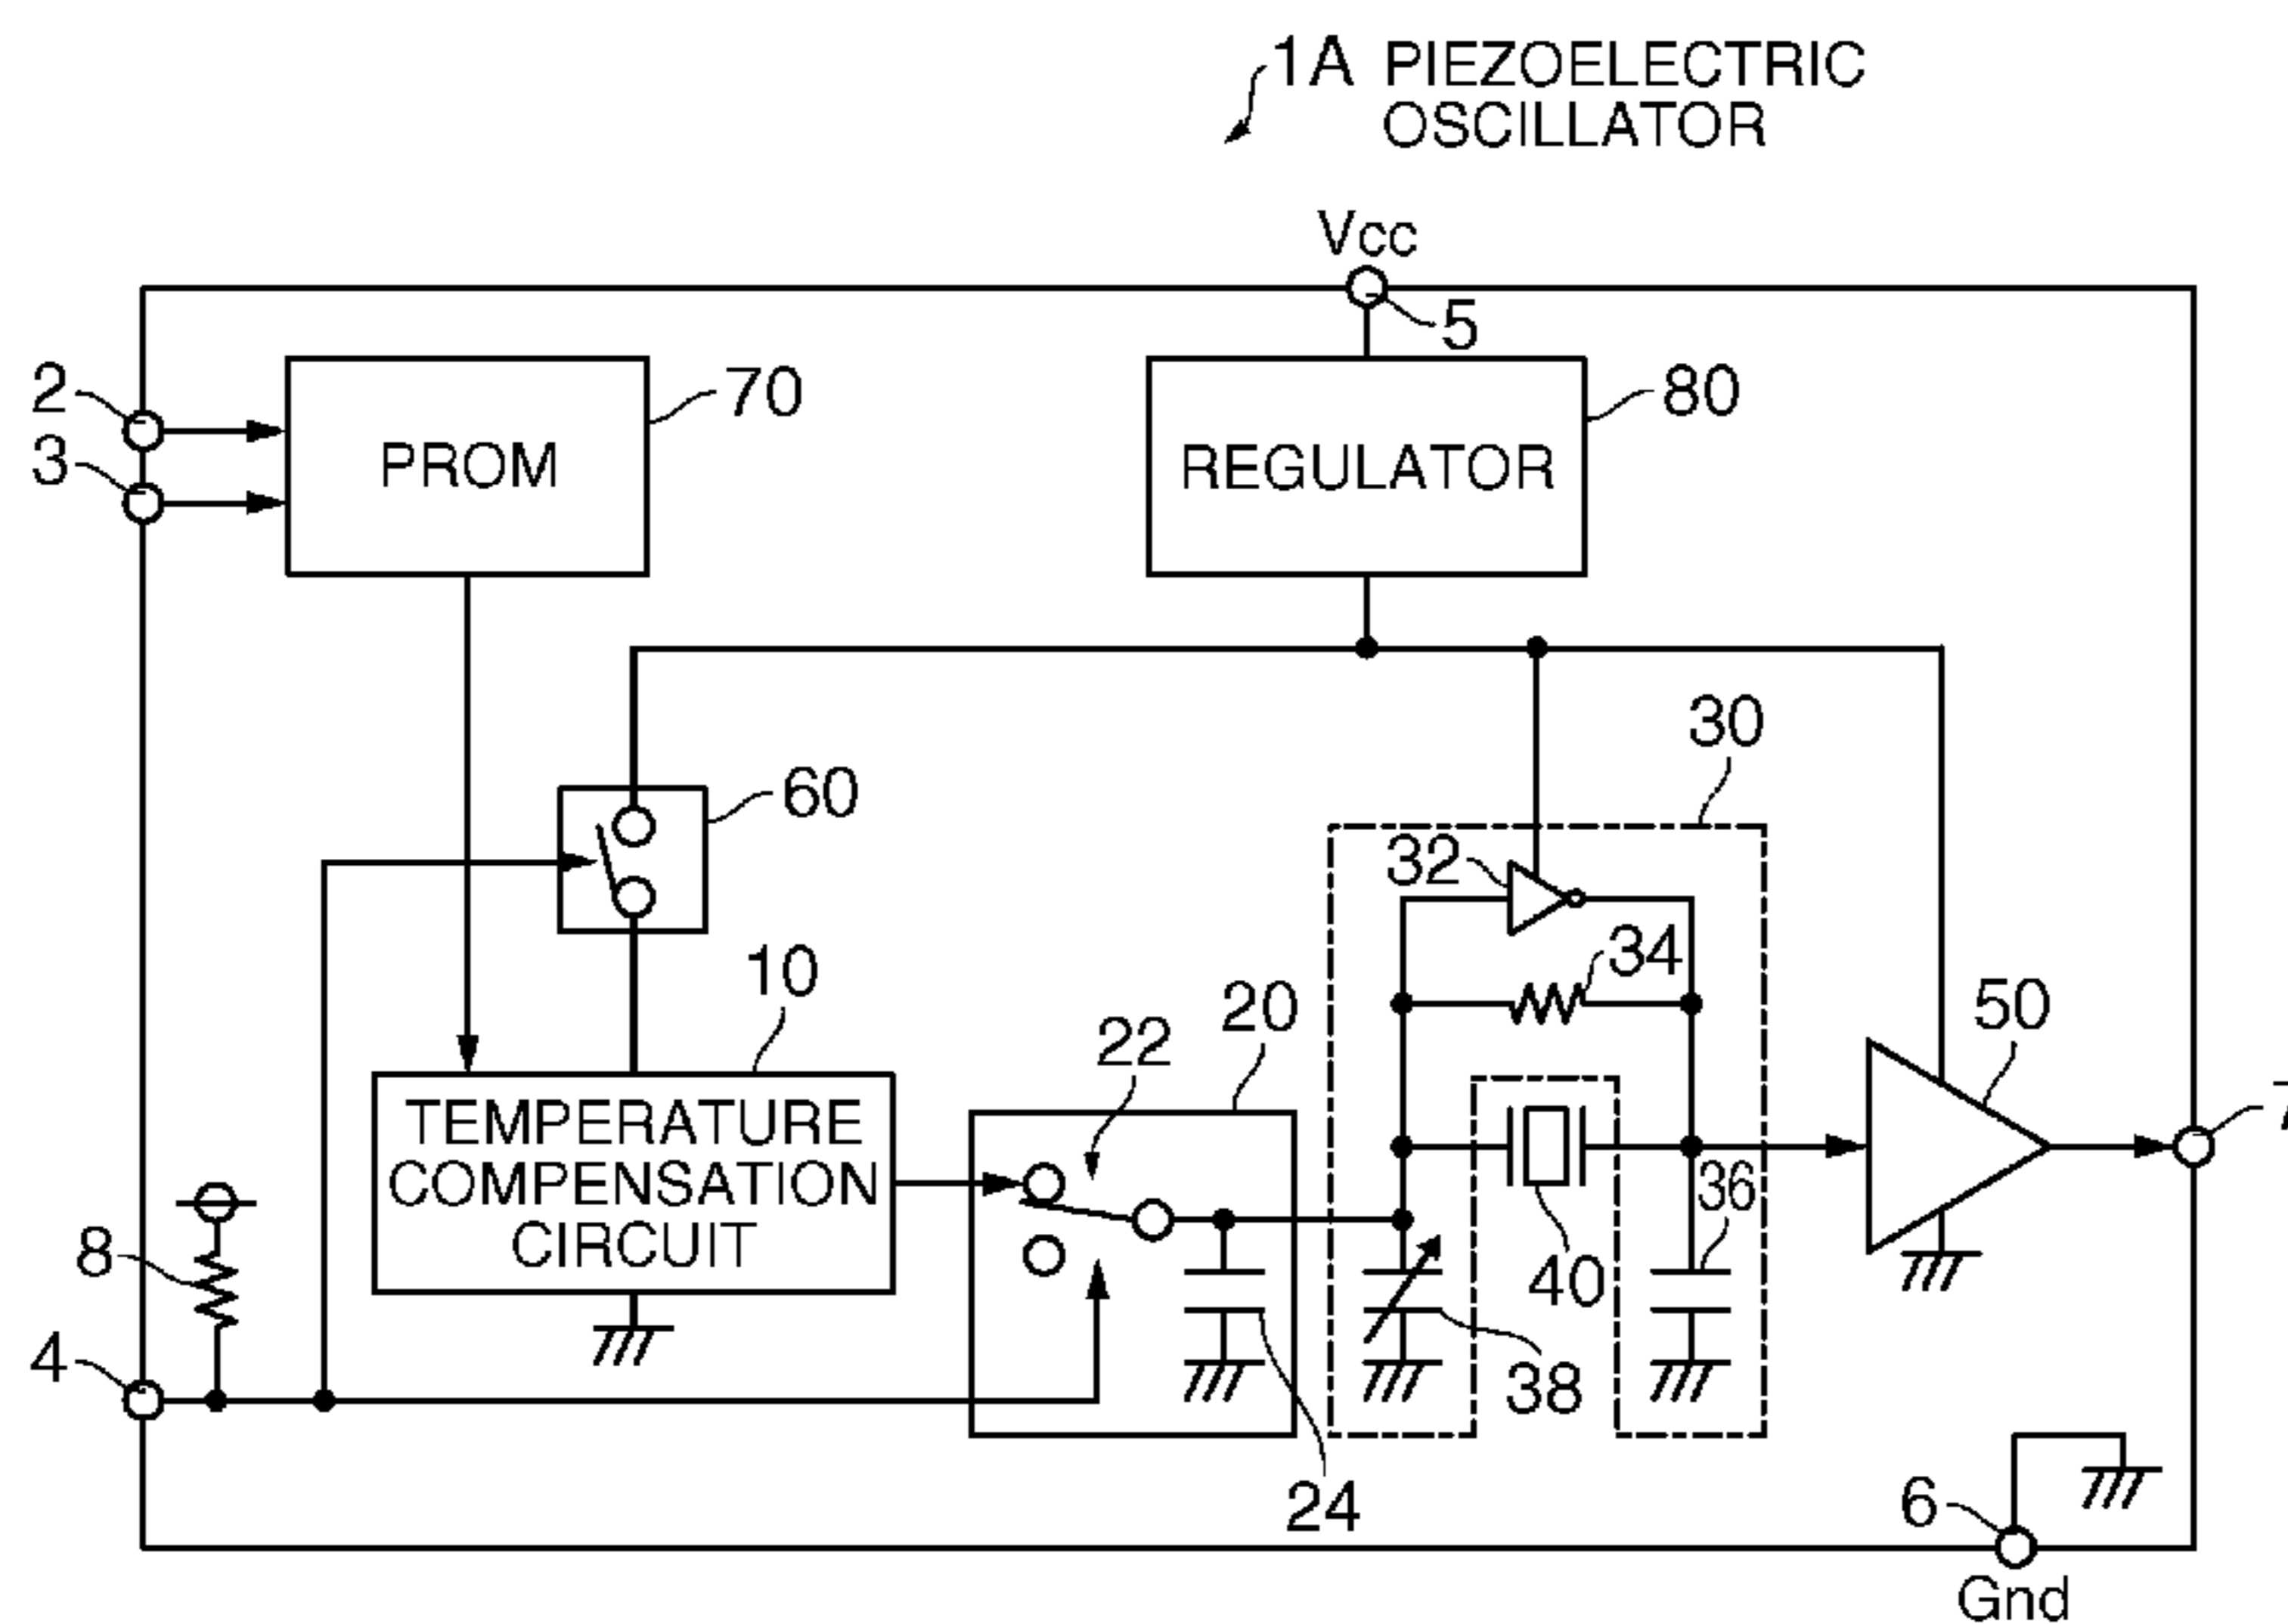 1A PIEZOELECTRIC
OSCILLATOR
Vcc
5
2
3
70
80
PROM
REGULATOR
30
60
32
34
10
20
22
50
7
TEMPERATURE
COMPENSATION
CIRCUIT
36
40
8
38
4
24
6
Gnd